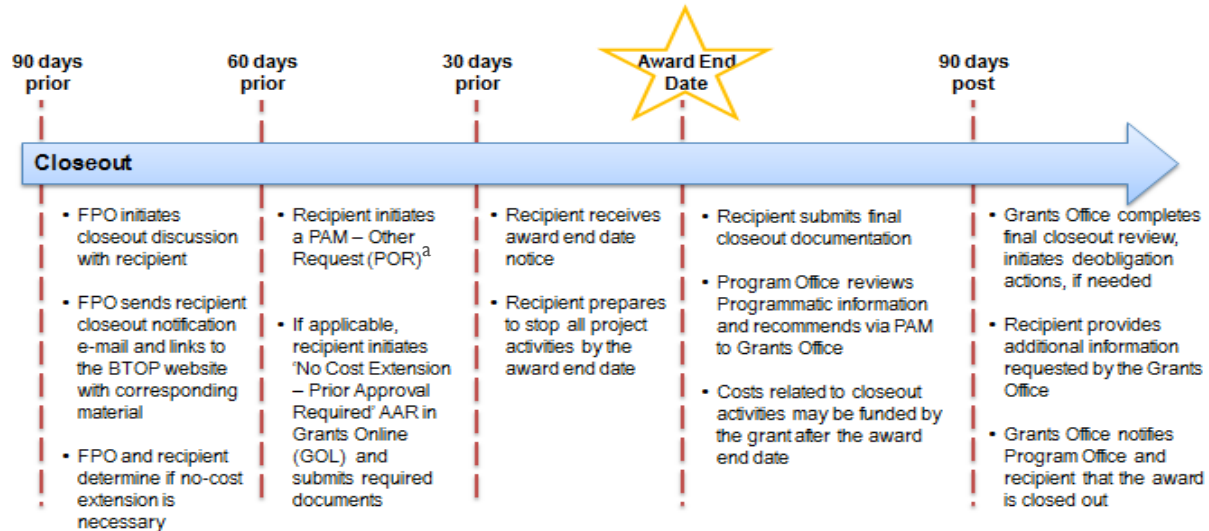 90 days
prior
60 days
prior
30 days
prior
Award End
Date
90 days
post
Closeout
• FPO initiates
closeout discussion
with recipient
• FPO sends recipient
closeout notification
e-mail and links to
the BTOP website
with corresponding
material
• FPO and recipient
determine if no-cost
extension is
necessary
• Recipient initiates
a PAM – Other
Request (POR)a
• If applicable,
recipient initiates
'No Cost Extension
– Prior Approval
Required' AAR in
Grants Online
(GOL) and
submits required
documents
• Recipient receives
award end date
notice
• Recipient prepares
to stop all project
activities by the
award end date
• Recipient submits final
closeout documentation
• Program Office reviews
Programmatic information
and recommends via PAM
to Grants Office
• Costs related to closeout
activities may be funded by
the grant after the award
end date
• Grants Office completes
final closeout review,
initiates deobligation
actions, if needed
• Recipient provides
additional information
requested by the Grants
Office
• Grants Office notifies
Program Office and
recipient that the award
is closed out